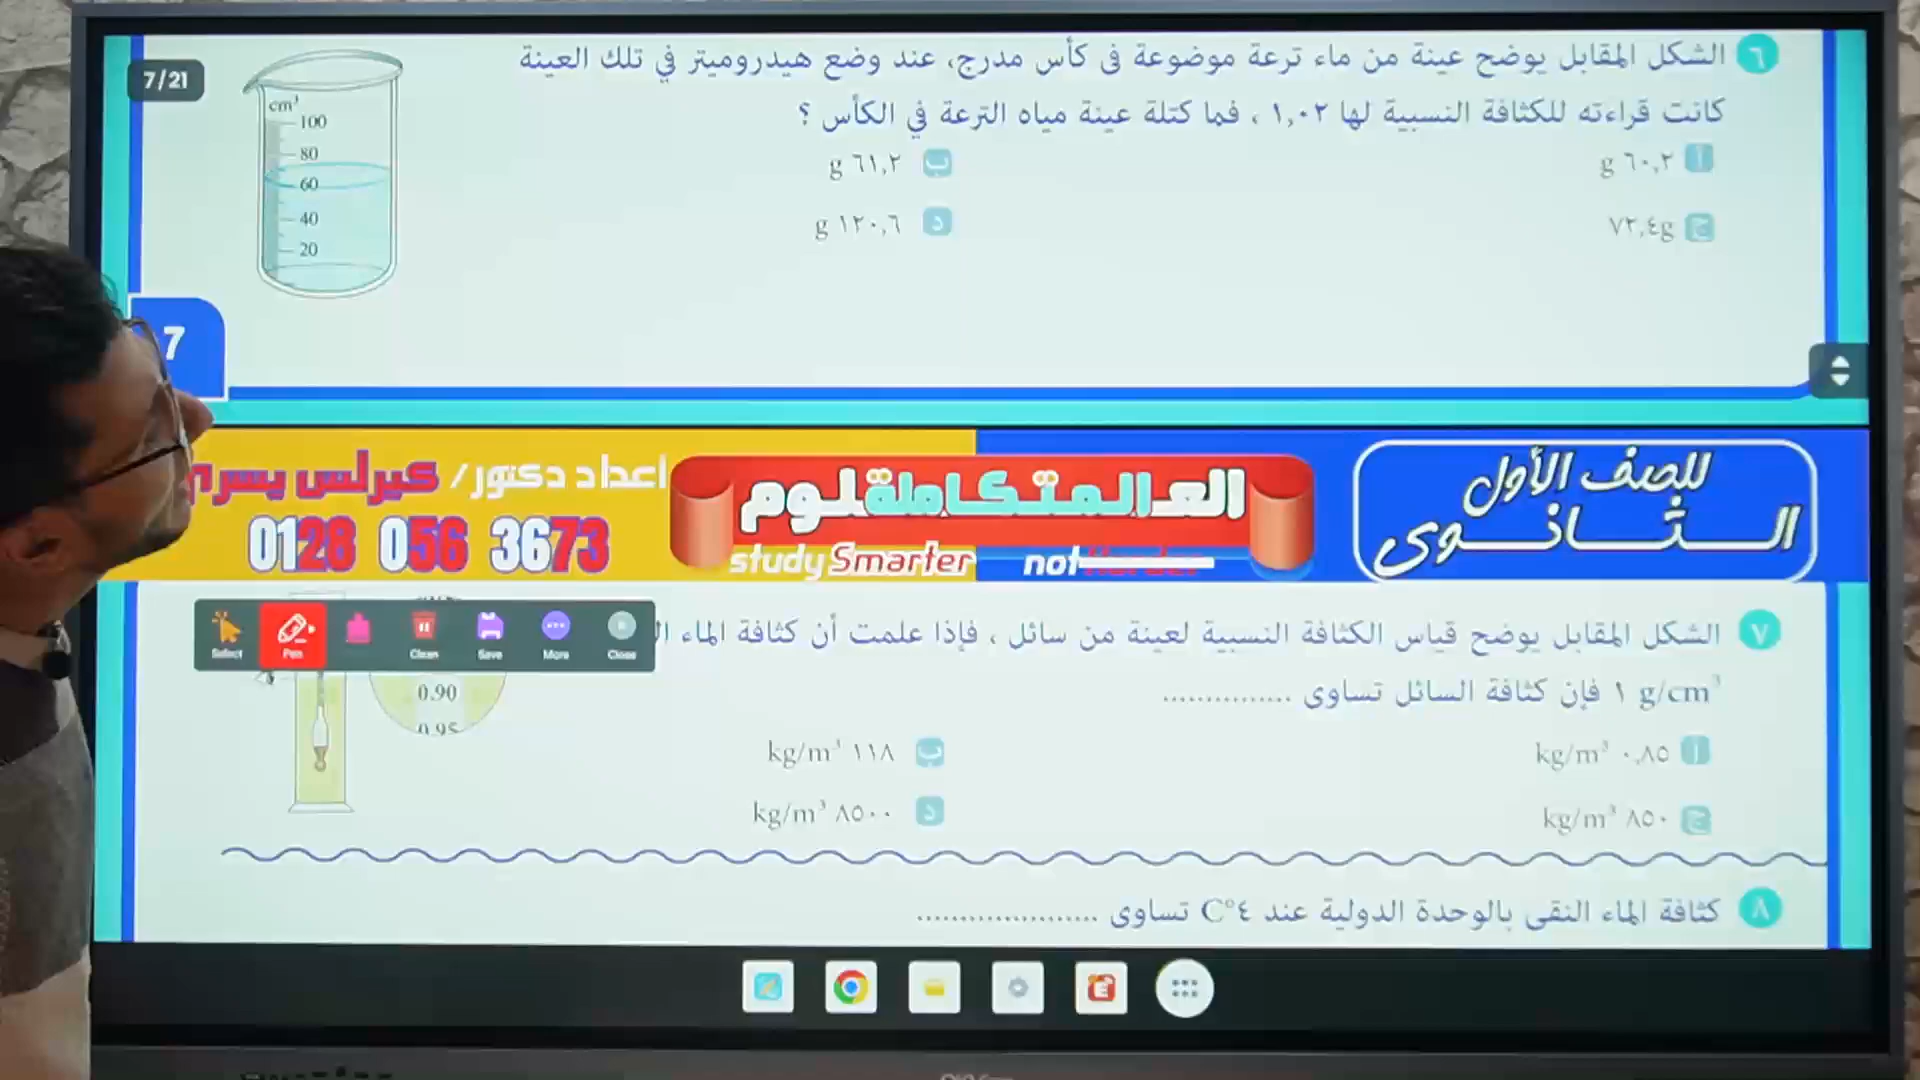 7/21
٦ الشكل المقابل يوضح عينة من ماء ترعة موضوعة فى كأس مدرج، عند وضع هيدروميتر في تلك العينة
كانت قراءته للكثافة النسبية لها ١,٠٢ ، فما كتلة عينة مياه الترعة في الكأس ؟
أ ٦٠,٢ g
ب ٦١,٢ g
ج ٧٢,٤g
د ١٢٠,٦ g
cm³
100
80
60
40
20
7
للصف الأول
الثانوى
العلوم المتكاملة
study Smarter not Harder
اعداد دكتور/ كيرلس يسري
0128 056 3673
Select
Pen
Clean
Save
More
Close
٧ الشكل المقابل يوضح قياس الكثافة النسبية لعينة من سائل ، فإذا علمت أن كثافة الماء
١ g/cm³ فإن كثافة السائل تساوى ...............
0.90
0.95
أ ٠,٨٥ kg/m³
ب ١١٨ kg/m³
ج ٨٥٠ kg/m³
د ٨٥٠٠ kg/m³
٨ كثافة الماء النقى بالوحدة الدولية عند ٤°C تساوى .....................